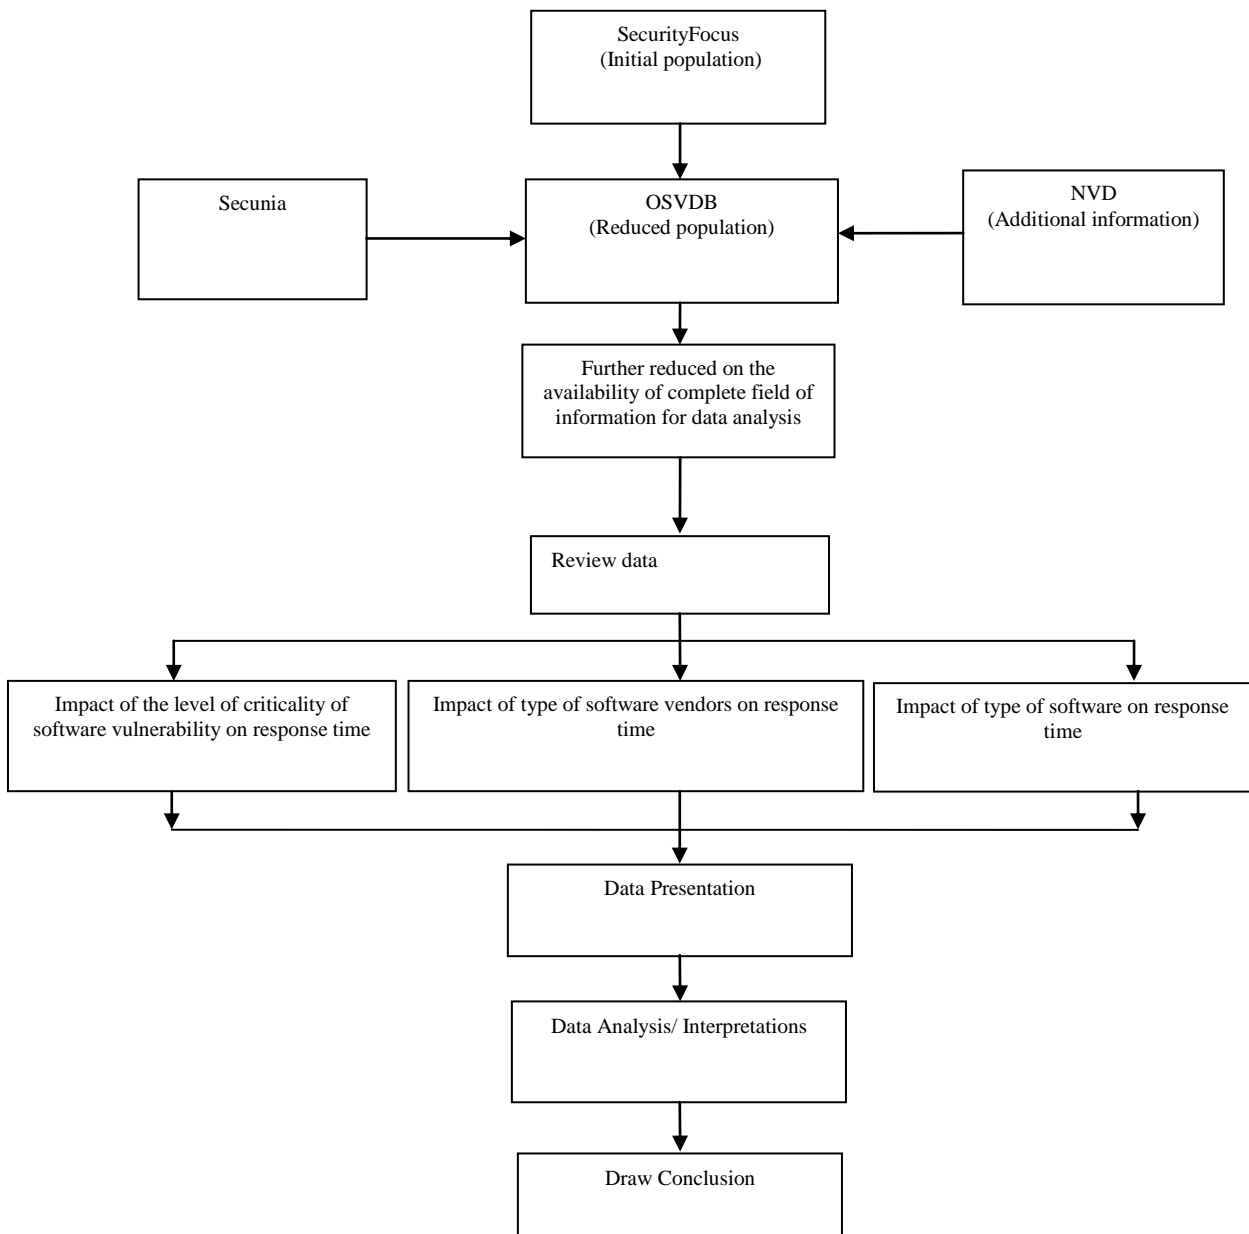 SecurityFocus
(Initial population)
Secunia
OSVDB
(Reduced population)
NVD
(Additional information)
Further reduced on the
availability of complete field of
information for data analysis
Review data
Impact of the level of criticality of
software vulnerability on response time
Impact of type of software vendors on response
time
Impact of type of software on response
time
Data Presentation
Data Analysis/ Interpretations
Draw Conclusion